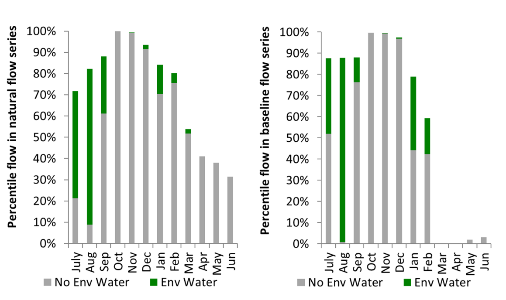 Percentile flow in natural flow series
100%
90%
80%
70%
60%
50%
40%
30%
20%
10%
0%
July
Aug
Sep
Oct
Nov
Dec
Jan
Feb
Mar
Apr
May
Jun
No Env Water
Env Water
Percentile flow in baseline flow series
100%
90%
80%
70%
60%
50%
40%
30%
20%
10%
0%
July
Aug
Sep
Oct
Nov
Dec
Jan
Feb
Mar
Apr
May
Jun
No Env Water
Env Water